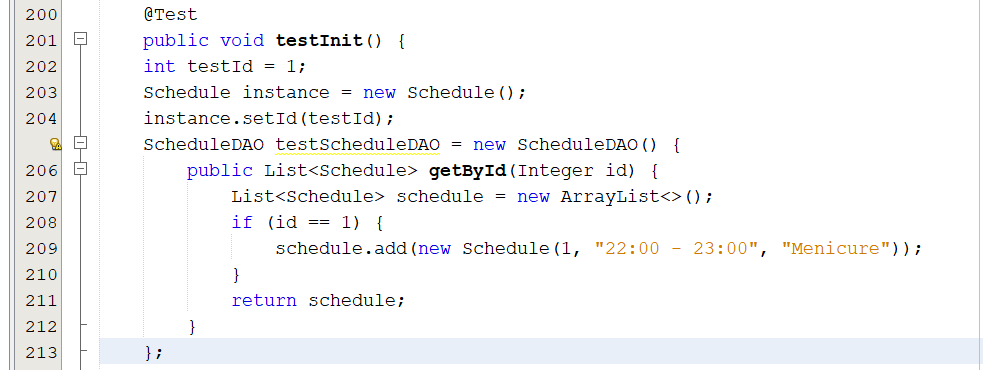 200 @Test
201 public void testInit() {
202 int testId = 1;
203 Schedule instance = new Schedule();
204 instance.setId(testId);
ScheduleDAO testScheduleDAO = new ScheduleDAO() {
206 public List<Schedule> getById(Integer id) {
207 List<Schedule> schedule = new ArrayList<>();
208 if (id == 1) {
209 schedule.add(new Schedule(1, "22:00 - 23:00", "Menicure"));
210 }
211 return schedule;
212 }
213 };